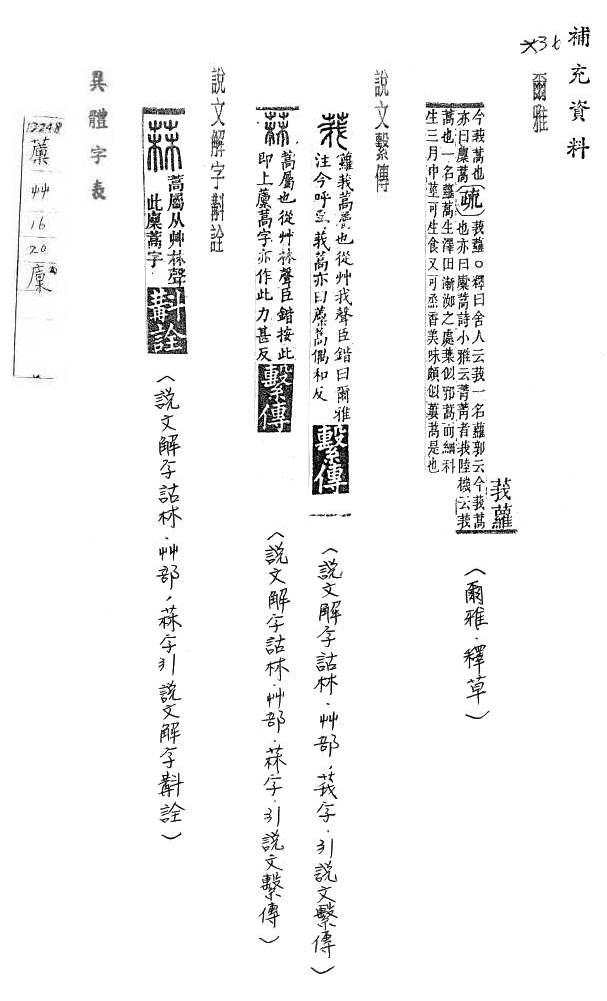 補充資料
爾雅
莪蘿
今莪蒿也
亦曰廩蒿
疏
莪蘿○釋曰舍人云莪一名蘿郭云今莪蒿
也亦曰廩蒿詩小雅云菁菁者莪陸機云莪
蒿也一名蘿蒿生澤田漸洳之處葉似邪蒿而細科
生三月中莖可生食又可烝香美味頗似蔞蒿是也
〈爾雅.釋草〉
說文繫傳
莪
蘿莪蒿屬也從艸我聲臣鍇曰爾雅
注今呼
莪蒿亦曰藘蒿偶和反
繫傳
〈說文解字詁林.艸部.莪字.引說文繫傳〉
菻
蒿屬也從艸林聲臣鍇按此
即上藳蒿字亦作此力甚反
繫傳
〈說文解字詁林.艸部.菻字.引說文繫傳〉
說文解字斠詮
菻
蒿屬从艸林聲
此廩蒿字
斠詮
〈說文解字詁林.艸部.菻字引說文解字斠詮〉
異體字表
12248
艸
16
20
廩